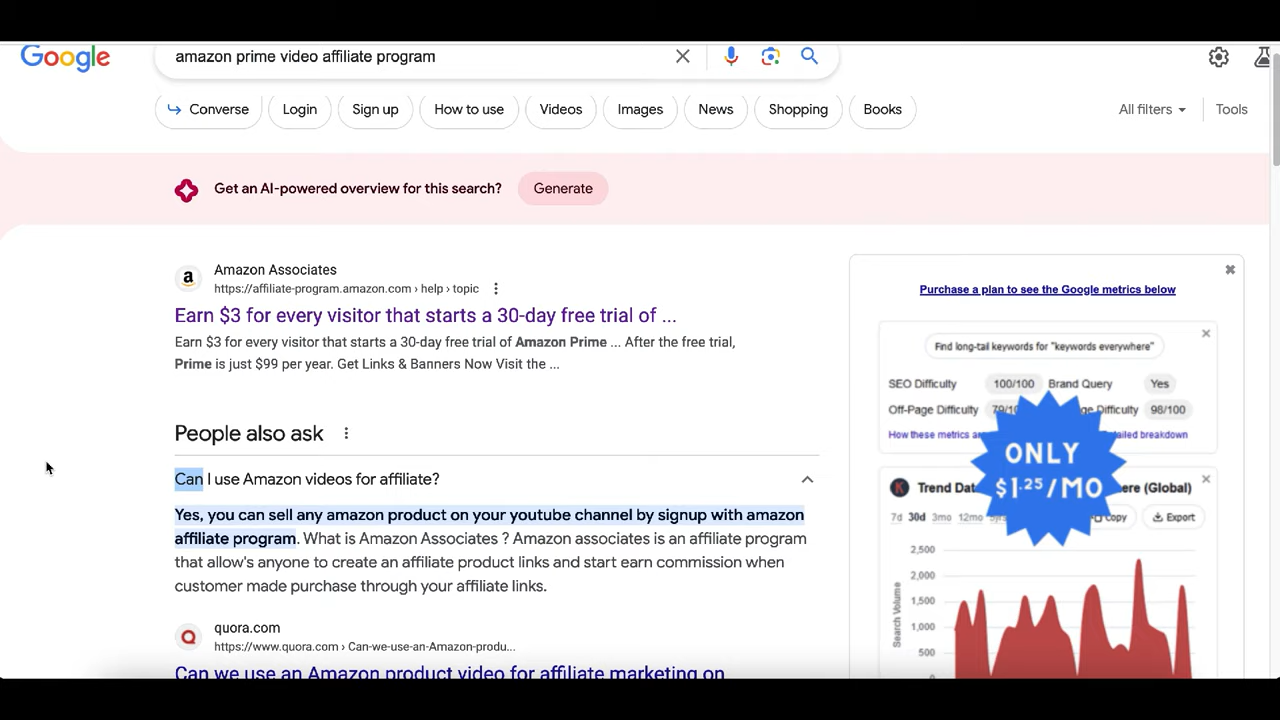 Google
amazon prime video affiliate program
Converse
Login
Sign up
How to use
Videos
Images
News
Shopping
Books
All filters
Tools
Get an AI-powered overview for this search?
Generate
a
Amazon Associates
https://affiliate-program.amazon.com › help › topic
Earn $3 for every visitor that starts a 30-day free trial of ...
Earn $3 for every visitor that starts a 30-day free trial of Amazon Prime ... After the free trial,
Prime is just $99 per year. Get Links & Banners Now Visit the ...
People also ask
Can I use Amazon videos for affiliate?
Yes, you can sell any amazon product on your youtube channel by signup with amazon
affiliate program. What is Amazon Associates ? Amazon associates is an affiliate program
that allow's anyone to create an affiliate product links and start earn commission when
customer made purchase through your affiliate links.
quora.com
https://www.quora.com › Can-we-use-an-Amazon-produ...
Can we use an Amazon product video for affiliate marketing on
Purchase a plan to see the Google metrics below
Find long-tail keywords for "keywords everywhere"
SEO Difficulty 100/100 Brand Query Yes
Off-Page Difficulty Difficulty 98/100
How these metrics breakdown
ONLY
$1.25/MO
Trend (Global)
7d 30d 3mo 12mo Copy Export
2,500
2,000
1,500
1,000
500
Search Volume